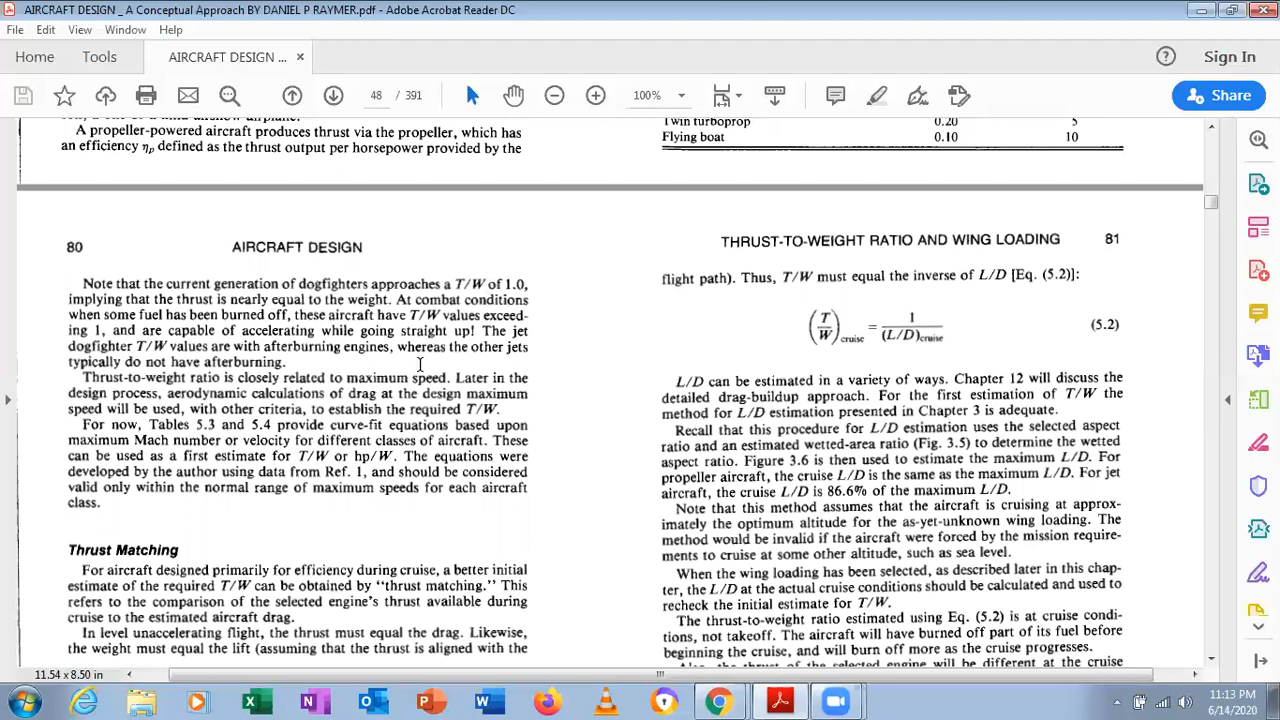 AIRCRAFT DESIGN _ A Conceptual Approach BY DANIEL P RAYMER.pdf - Adobe Acrobat Reader DC
File Edit View Window Help
Home Tools AIRCRAFT DESIGN ... × Sign In
48 / 391 100% Share
A propeller-powered aircraft produces thrust via the propeller, which has
an efficiency ηp defined as the thrust output per horsepower provided by the
Twin turboprop 0.20 5
Flying boat 0.10 10
80 AIRCRAFT DESIGN
Note that the current generation of dogfighters approaches a T/W of 1.0,
implying that the thrust is nearly equal to the weight. At combat conditions
when some fuel has been burned off, these aircraft have T/W values exceed-
ing 1, and are capable of accelerating while going straight up! The jet
dogfighter T/W values are with afterburning engines, whereas the other jets
typically do not have afterburning.
Thrust-to-weight ratio is closely related to maximum speed. Later in the
design process, aerodynamic calculations of drag at the design maximum
speed will be used, with other criteria, to establish the required T/W.
For now, Tables 5.3 and 5.4 provide curve-fit equations based upon
maximum Mach number or velocity for different classes of aircraft. These
can be used as a first estimate for T/W or hp/W. The equations were
developed by the author using data from Ref. 1, and should be considered
valid only within the normal range of maximum speeds for each aircraft
class.
Thrust Matching
For aircraft designed primarily for efficiency during cruise, a better initial
estimate of the required T/W can be obtained by "thrust matching." This
refers to the comparison of the selected engine's thrust available during
cruise to the estimated aircraft drag.
In level unaccelerating flight, the thrust must equal the drag. Likewise,
the weight must equal the lift (assuming that the thrust is aligned with the
THRUST-TO-WEIGHT RATIO AND WING LOADING 81
flight path). Thus, T/W must equal the inverse of L/D [Eq. (5.2)]:
(T/W)cruise = 1/(L/D)cruise (5.2)
L/D can be estimated in a variety of ways. Chapter 12 will discuss the
detailed drag-buildup approach. For the first estimation of T/W the
method for L/D estimation presented in Chapter 3 is adequate.
Recall that this procedure for L/D estimation uses the selected aspect
ratio and an estimated wetted-area ratio (Fig. 3.5) to determine the wetted
aspect ratio. Figure 3.6 is then used to estimate the maximum L/D. For
propeller aircraft, the cruise L/D is the same as the maximum L/D. For jet
aircraft, the cruise L/D is 86.6% of the maximum L/D.
Note that this method assumes that the aircraft is cruising at approx-
imately the optimum altitude for the as-yet-unknown wing loading. The
method would be invalid if the aircraft were forced by the mission require-
ments to cruise at some other altitude, such as sea level.
When the wing loading has been selected, as described later in this chap-
ter, the L/D at the actual cruise conditions should be calculated and used to
recheck the initial estimate for T/W.
The thrust-to-weight ratio estimated using Eq. (5.2) is at cruise condi-
tions, not takeoff. The aircraft will have burned off part of its fuel before
beginning the cruise, and will burn off more as the cruise progresses.
Also, the thrust of the selected engine will be different at the cruise
11.54 x 8.50 in
11:13 PM
6/14/2020